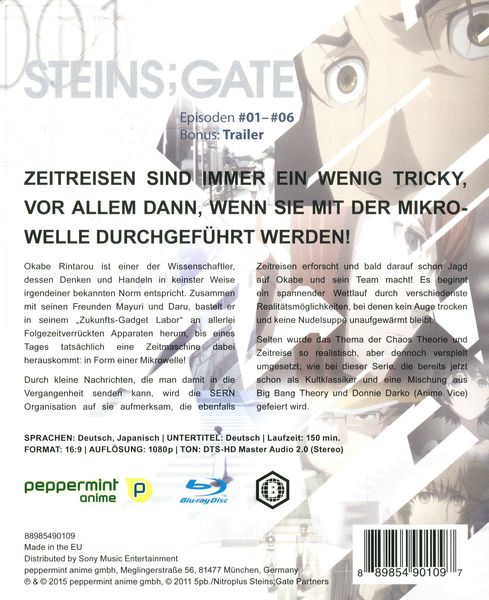 001
STEINS;GATE
Episoden #01–#06
Bonus: Trailer
ZEITREISEN SIND IMMER EIN WENIG TRICKY,
VOR ALLEM DANN, WENN SIE MIT DER MIKRO-
WELLE DURCHGEFÜHRT WERDEN!
Okabe Rintarou ist einer der Wissenschaftler,
dessen Denken und Handeln in keinster Weise
irgendeiner bekannten Norm entspricht. Zusammen
mit seinen Freunden Mayuri und Daru, bastelt er
in seinem „Zukunfts-Gadget Labor“ an allerlei
Folgezeitverrückten Apparaten herum, bis eines
Tages tatsächlich eine Zeitmaschine dabei
herauskommt: in Form einer Mikrowelle!
Durch kleine Nachrichten, die man damit in die
Vergangenheit senden kann, wird die SERN
Organisation auf sie aufmerksam, die ebenfalls
Zeitreisen erforscht und bald darauf schon Jagd
auf Okabe und sein Team macht! Es beginnt
ein spannender Wettlauf durch verschiedenste
Realitätsmöglichkeiten, bei denen kein Auge trocken
und keine Nudelsuppe unaufgewärmt bleibt.
Selten wurde das Thema der Chaos Theorie und
Zeitreise so realistisch, aber dennoch verspielt
umgesetzt, wie bei dieser Serie, die bereits jetzt
schon als Kultklassiker und eine Mischung aus
Big Bang Theory und Donnie Darko (Anime Vice)
gefeiert wird.
SPRACHEN: Deutsch, Japanisch | UNTERTITEL: Deutsch | Laufzeit: 150 min.
FORMAT: 16:9 | AUFLÖSUNG: 1080p | TON: DTS-HD Master Audio 2.0 (Stereo)
peppermint
anime
p
Blu-ray Disc
B
88985490109
Made in the EU
Distributed by Sony Music Entertainment
peppermint anime gmbh, Meglingerstraße 56, 81477 München, Germany
℗ & © 2015 peppermint anime gmbh, © 2011 5pb./Nitroplus Steins;Gate Partners
8 89854 90109 7